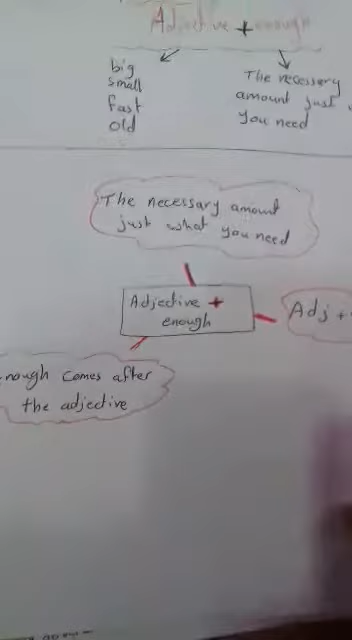 Adjective + enough
big
small
fast
old
The necessary
amount just
you need
The necessary amount
just what you need
Adjective +
enough
Adj +
enough comes after
the adjective